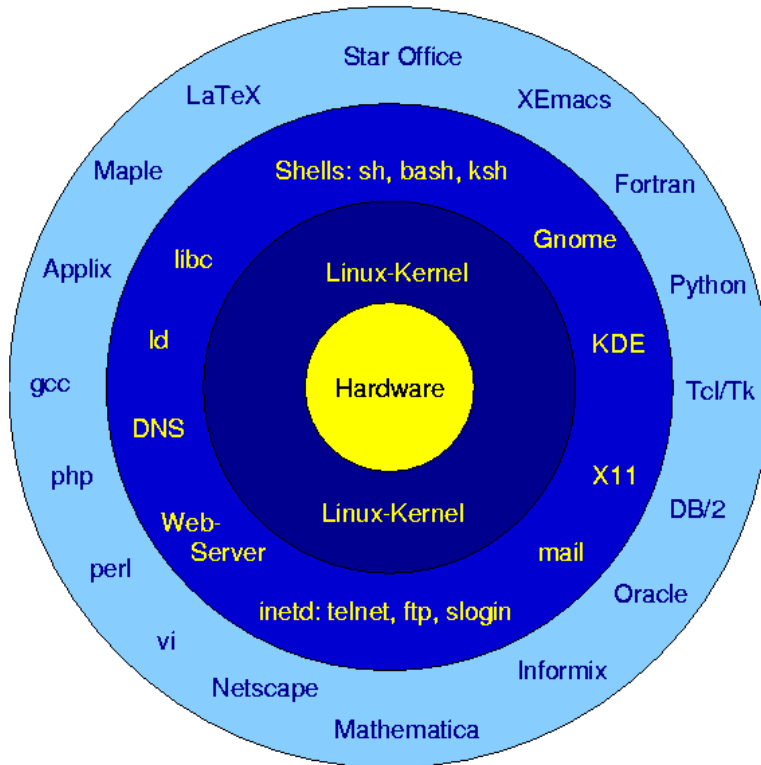 Star Office
LaTeX
XEmacs
Maple
Shells: sh, bash, ksh
Fortran
Gnome
libc
Applix
Linux-Kernel
Python
ld
KDE
gcc
Hardware
Tcl/Tk
DNS
php
X11
DB/2
Web-
Server
Linux-Kernel
mail
perl
Oracle
inetd: telnet, ftp, slogin
vi
Informix
Netscape
Mathematica